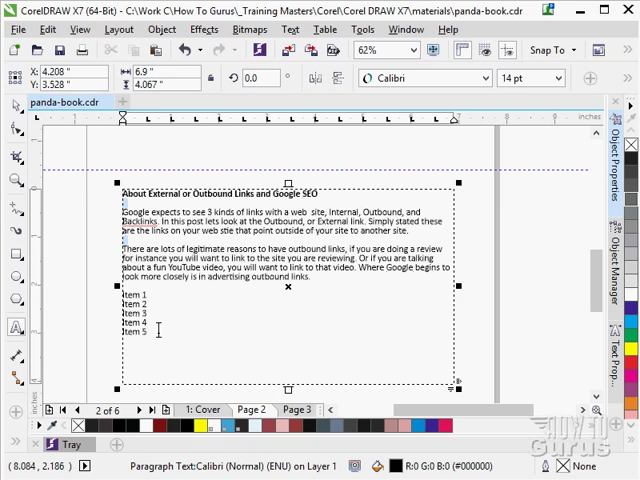 CorelDRAW X7 (64-Bit) - C:\Work C\How To Gurus\_Training Masters\Corel\CorelDRAW X7\materials\panda-book.cdr
File Edit View Layout Object Effects Bitmaps Text Table Tools Window
62% Snap To
X: 4.208 " 6.9 " 0.0 ° Calibri 14 pt
Y: 3.528 " 4.067 "
panda-book.cdr
inches
About External or Outbound Links and Google SEO
Google expects to see 3 kinds of links with a web site, Internal, Outbound, and
Backlinks. In this post lets look at the Outbound, or External link. Simply stated these
are the links on your web stie that point outside of your site to another site.
There are lots of legitimate reasons to have outbound links, if you are doing a review
for instance you will want to link to the site you are reviewing. Or if you are talking
about a fun YouTube video, you will want to link to that video. Where Google begins to
look more closely is in advertising outbound links.
Item 1
Item 2
Item 3
Item 4
Item 5
Object Properties
Object Manager
Text Prop...
inches
2 of 6 1: Cover Page 2 Page 3
Tray
HOW TO
Gurus
( 8.084, 2.186 ) Paragraph Text:Calibri (Normal) (ENU) on Layer 1 R:0 G:0 B:0 (#000000) None